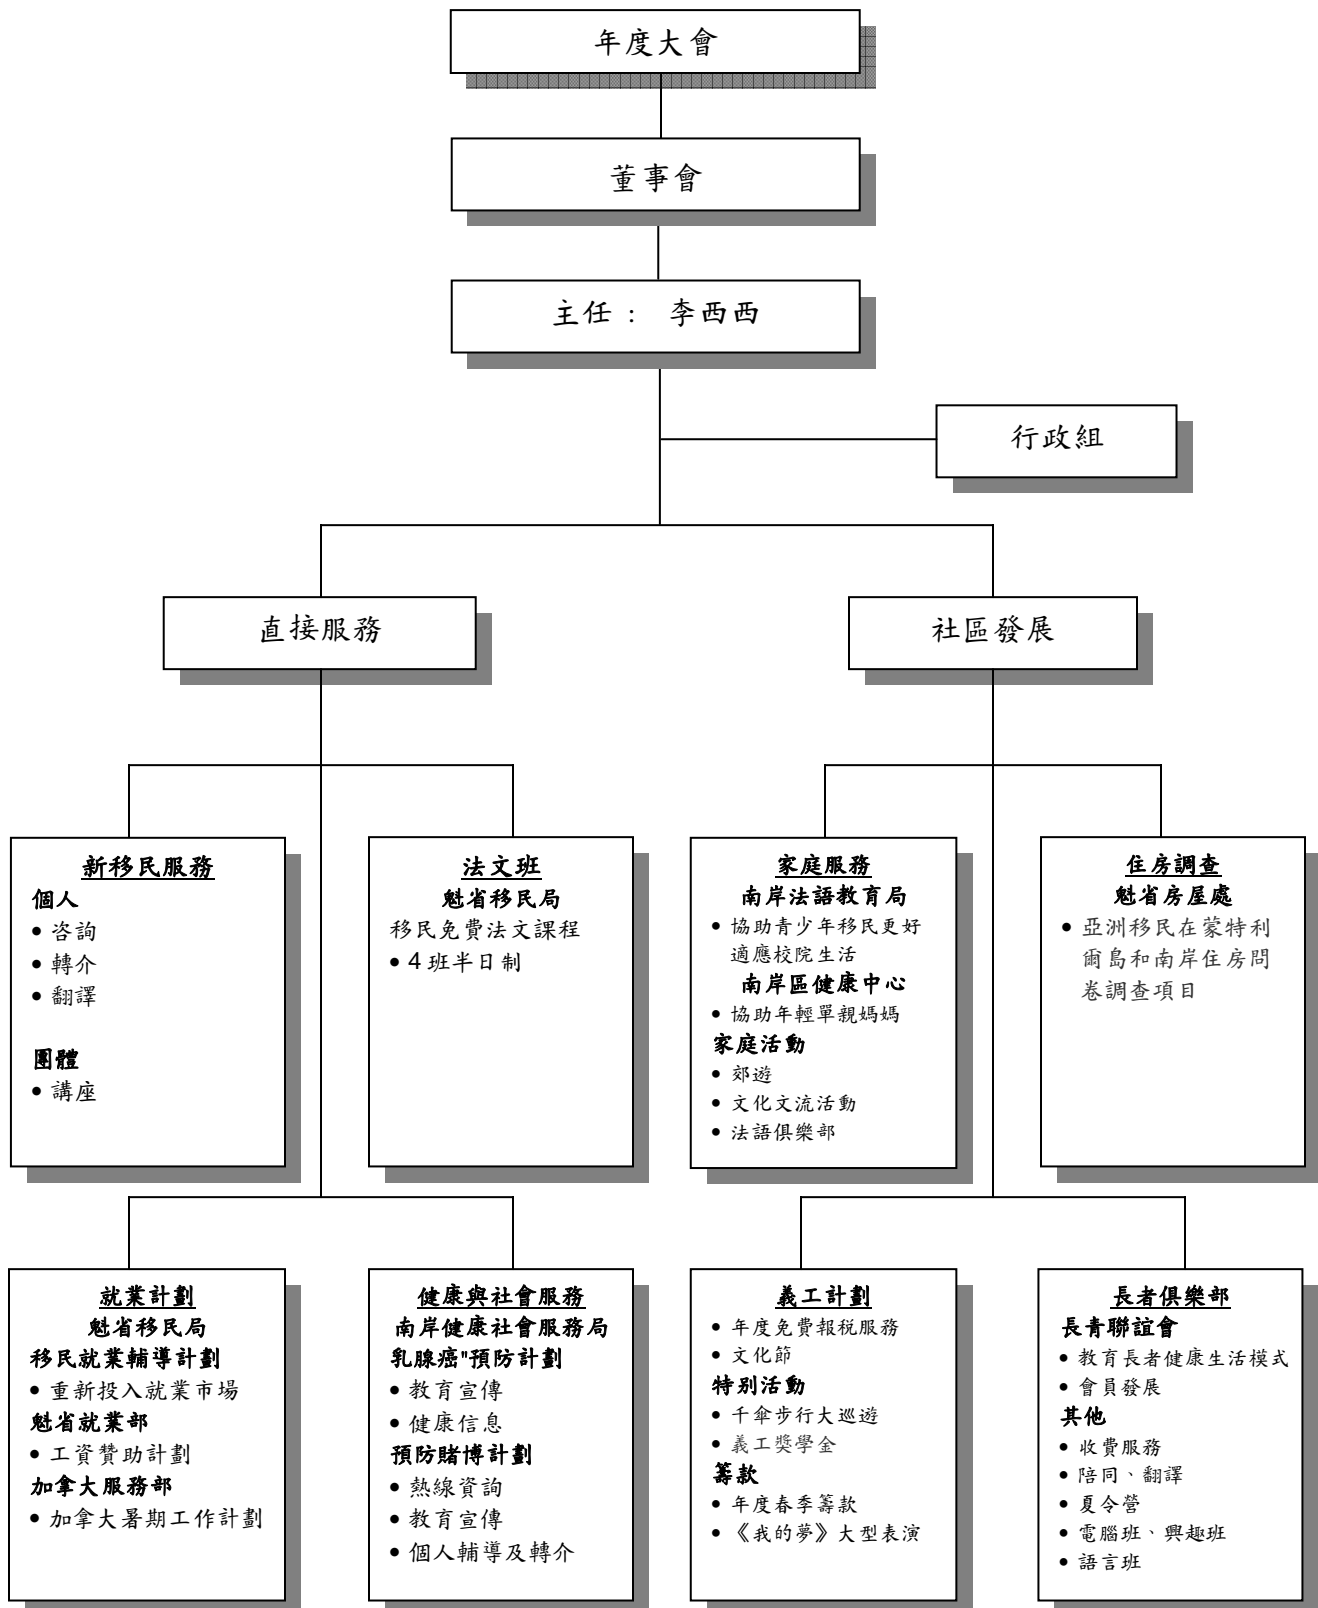 年度大會
董事會
主任： 李西西
行政組
直接服務
社區發展
新移民服務
個人
• 咨詢
• 轉介
• 翻譯
團體
• 講座
法文班
魁省移民局
移民免費法文課程
• 4 班半日制
家庭服務
南岸法語教育局
• 協助青少年移民更好
適應校院生活
南岸區健康中心
• 協助年輕單親媽媽
家庭活動
• 郊遊
• 文化文流活動
• 法語俱樂部
住房調查
魁省房屋處
• 亞洲移民在蒙特利
爾島和南岸住房問
卷調查項目
就業計劃
魁省移民局
移民就業輔導計劃
• 重新投入就業市場
魁省就業部
• 工資贊助計劃
加拿大服務部
• 加拿大暑期工作計劃
健康與社會服務
南岸健康社會服務局
乳腺癌"預防計劃
• 教育宣傳
• 健康信息
預防賭博計劃
• 熱線資詢
• 教育宣傳
• 個人輔導及轉介
義工計劃
• 年度免費報税服務
• 文化節
特别活動
• 千傘步行大巡遊
• 義工獎學金
籌款
• 年度春季籌款
• 《我的夢》大型表演
長者俱樂部
長青聯誼會
• 教育長者健康生活模式
• 會員發展
其他
• 收費服務
• 陪同、翻譯
• 夏令營
• 電腦班、興趣班
• 語言班